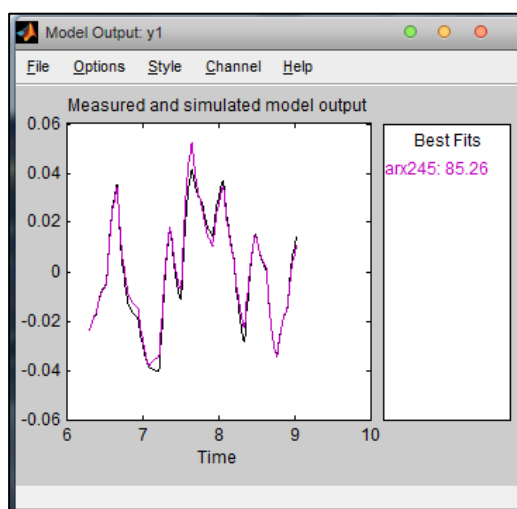 Model Output: y1
File Options Style Channel Help
Measured and simulated model output
0.06
0.04
0.02
0
-0.02
-0.04
-0.06
6 7 8 9 10
Time
Best Fits
arx245: 85.26